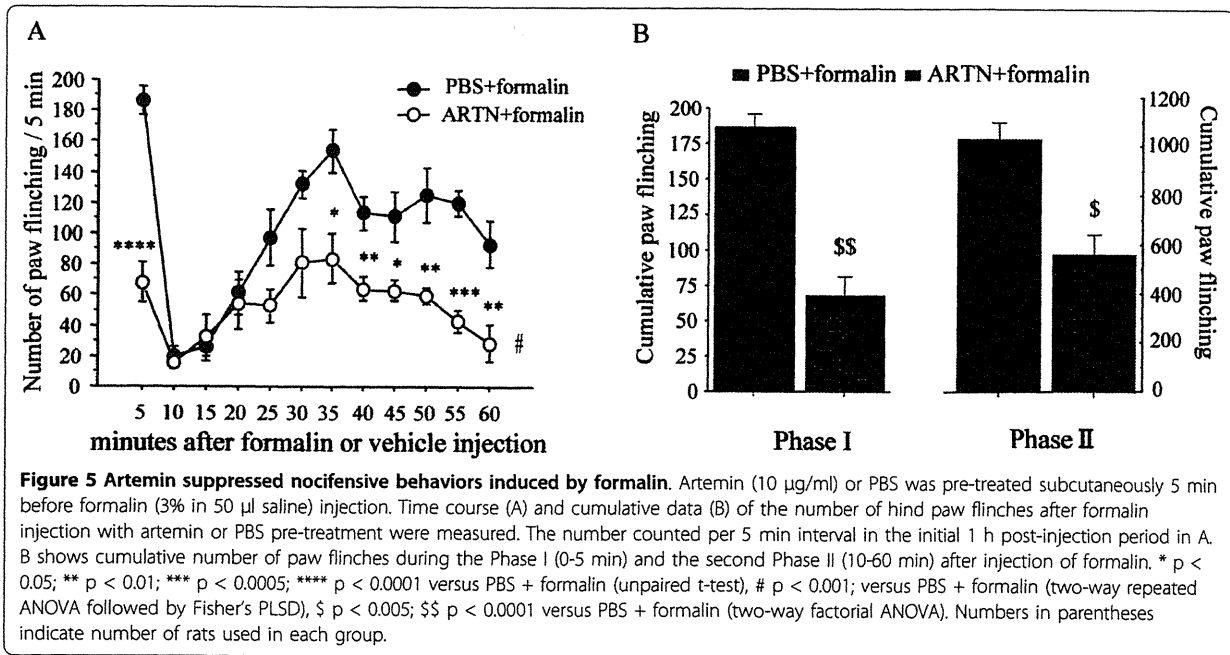 A
B
200
180
160
140
120
100
80
60
40
20
0
Number of paw flinching / 5 min
PBS+formalin
ARTN+formalin
****
*
**
*
**
***
**
#
5 10 15 20 25 30 35 40 45 50 55 60
minutes after formalin or vehicle injection
PBS+formalin ARTN+formalin
200
175
150
125
100
75
50
25
0
Cumulative paw flinching
$$
$
1200
1000
800
600
400
200
0
Cumulative paw flinching
Phase I Phase II
Figure 5 Artemin suppressed nocifensive behaviors induced by formalin. Artemin (10 μg/ml) or PBS was pre-treated subcutaneously 5 min
before formalin (3% in 50 μl saline) injection. Time course (A) and cumulative data (B) of the number of hind paw flinches after formalin
injection with artemin or PBS pre-treatment were measured. The number counted per 5 min interval in the initial 1 h post-injection period in A.
B shows cumulative number of paw flinches during the Phase I (0-5 min) and the second Phase II (10-60 min) after injection of formalin. * p <
0.05; ** p < 0.01; *** p < 0.0005; **** p < 0.0001 versus PBS + formalin (unpaired t-test), # p < 0.001; versus PBS + formalin (two-way repeated
ANOVA followed by Fisher's PLSD), $ p < 0.005; $$ p < 0.0001 versus PBS + formalin (two-way factorial ANOVA). Numbers in parentheses
indicate number of rats used in each group.